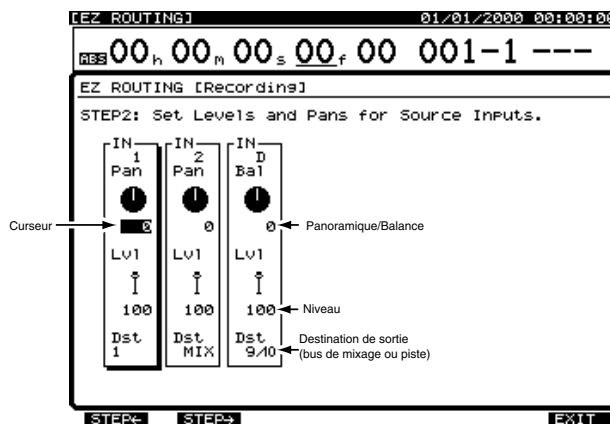 [EZ ROUTING] 01/01/2000 00:00:00
ABS 00h 00m 00s 00f 00 001-1 ---
EZ ROUTING [Recording]
STEP2: Set Levels and Pans for Source Inputs.
IN 1 IN 2 IN D
Pan Pan Bal
Curseur 0 0 0 Panoramique/Balance
Lvl Lvl Lvl
100 100 100 Niveau
Dst Dst Dst Destination de sortie
1 MIX 9/10 (bus de mixage ou piste)
STEP← STEP→ EXIT